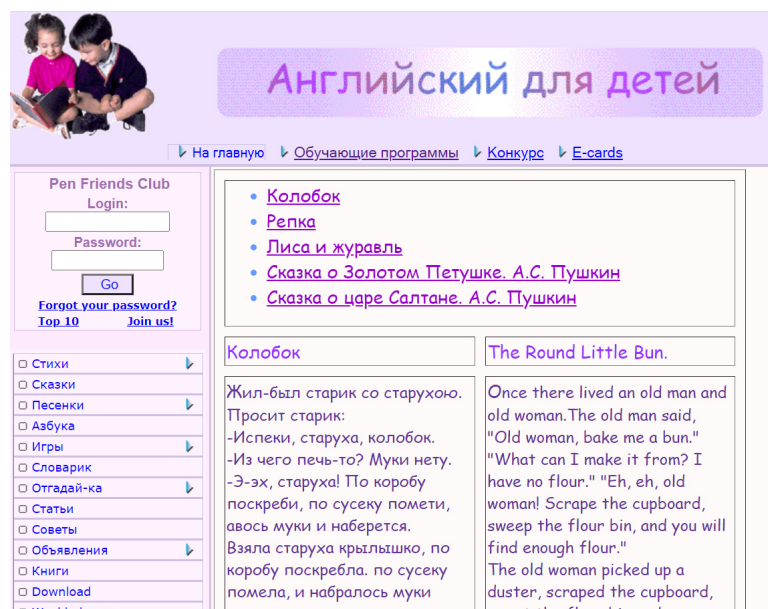 Английский для детей
На главную Обучающие программы Конкурс E-cards
Pen Friends Club
Login:
Password:
Go
Forgot your password?
Top 10 Join us!
Стихи
Сказки
Песенки
Азбука
Игры
Словарик
Отгадай-ка
Статьи
Советы
Объявления
Книги
Download
Колобок
Репка
Лиса и журавль
Сказка о Золотом Петушке. А.С. Пушкин
Сказка о царе Салтане. А.С. Пушкин
Колобок
Жил-был старик со старухою.
Просит старик:
-Испеки, старуха, колобок.
-Из чего печь-то? Муки нету.
-Э-эх, старуха! По коробу
поскреби, по сусеку помети,
авось муки и наберется.
Взяла старуха крылышко, по
коробу поскребла. по сусеку
помела, и набралось муки
The Round Little Bun.
Once there lived an old man and
old woman.The old man said,
"Old woman, bake me a bun."
"What can I make it from? I
have no flour." "Eh, eh, old
woman! Scrape the cupboard,
sweep the flour bin, and you will
find enough flour."
The old woman picked up a
duster, scraped the cupboard,